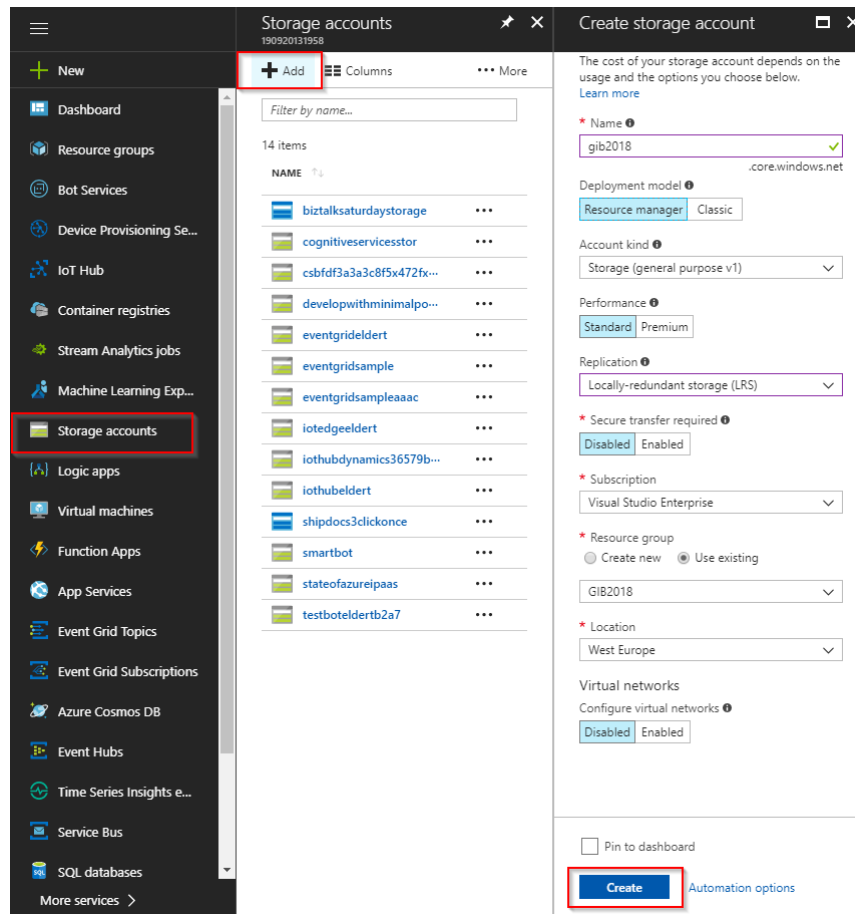 New
Dashboard
Resource groups
Bot Services
Device Provisioning Se...
IoT Hub
Container registries
Stream Analytics jobs
Machine Learning Exp...
Storage accounts
Logic apps
Virtual machines
Function Apps
App Services
Event Grid Topics
Event Grid Subscriptions
Azure Cosmos DB
Event Hubs
Time Series Insights e...
Service Bus
SQL databases
More services
Storage accounts
190920131958
Add Columns ••• More
Filter by name...
14 items
NAME
biztalksaturdaystorage •••
cognitiveservicesstor •••
csbfdf3a3a3c8f5x472fx... •••
developwithminimalpo... •••
eventgrideldert •••
eventgridsample •••
eventgridsampleaaac •••
iotedgeeldert •••
iothubdynamics36579b... •••
iothubeldert •••
shipdocs3clickonce •••
smartbot •••
stateofazureipaas •••
testboteldertb2a7 •••
Create storage account
The cost of your storage account depends on the
usage and the options you choose below.
Learn more
* Name
gib2018
.core.windows.net
Deployment model
Resource manager Classic
Account kind
Storage (general purpose v1)
Performance
Standard Premium
Replication
Locally-redundant storage (LRS)
* Secure transfer required
Disabled Enabled
* Subscription
Visual Studio Enterprise
* Resource group
Create new Use existing
GIB2018
* Location
West Europe
Virtual networks
Configure virtual networks
Disabled Enabled
Pin to dashboard
Create Automation options